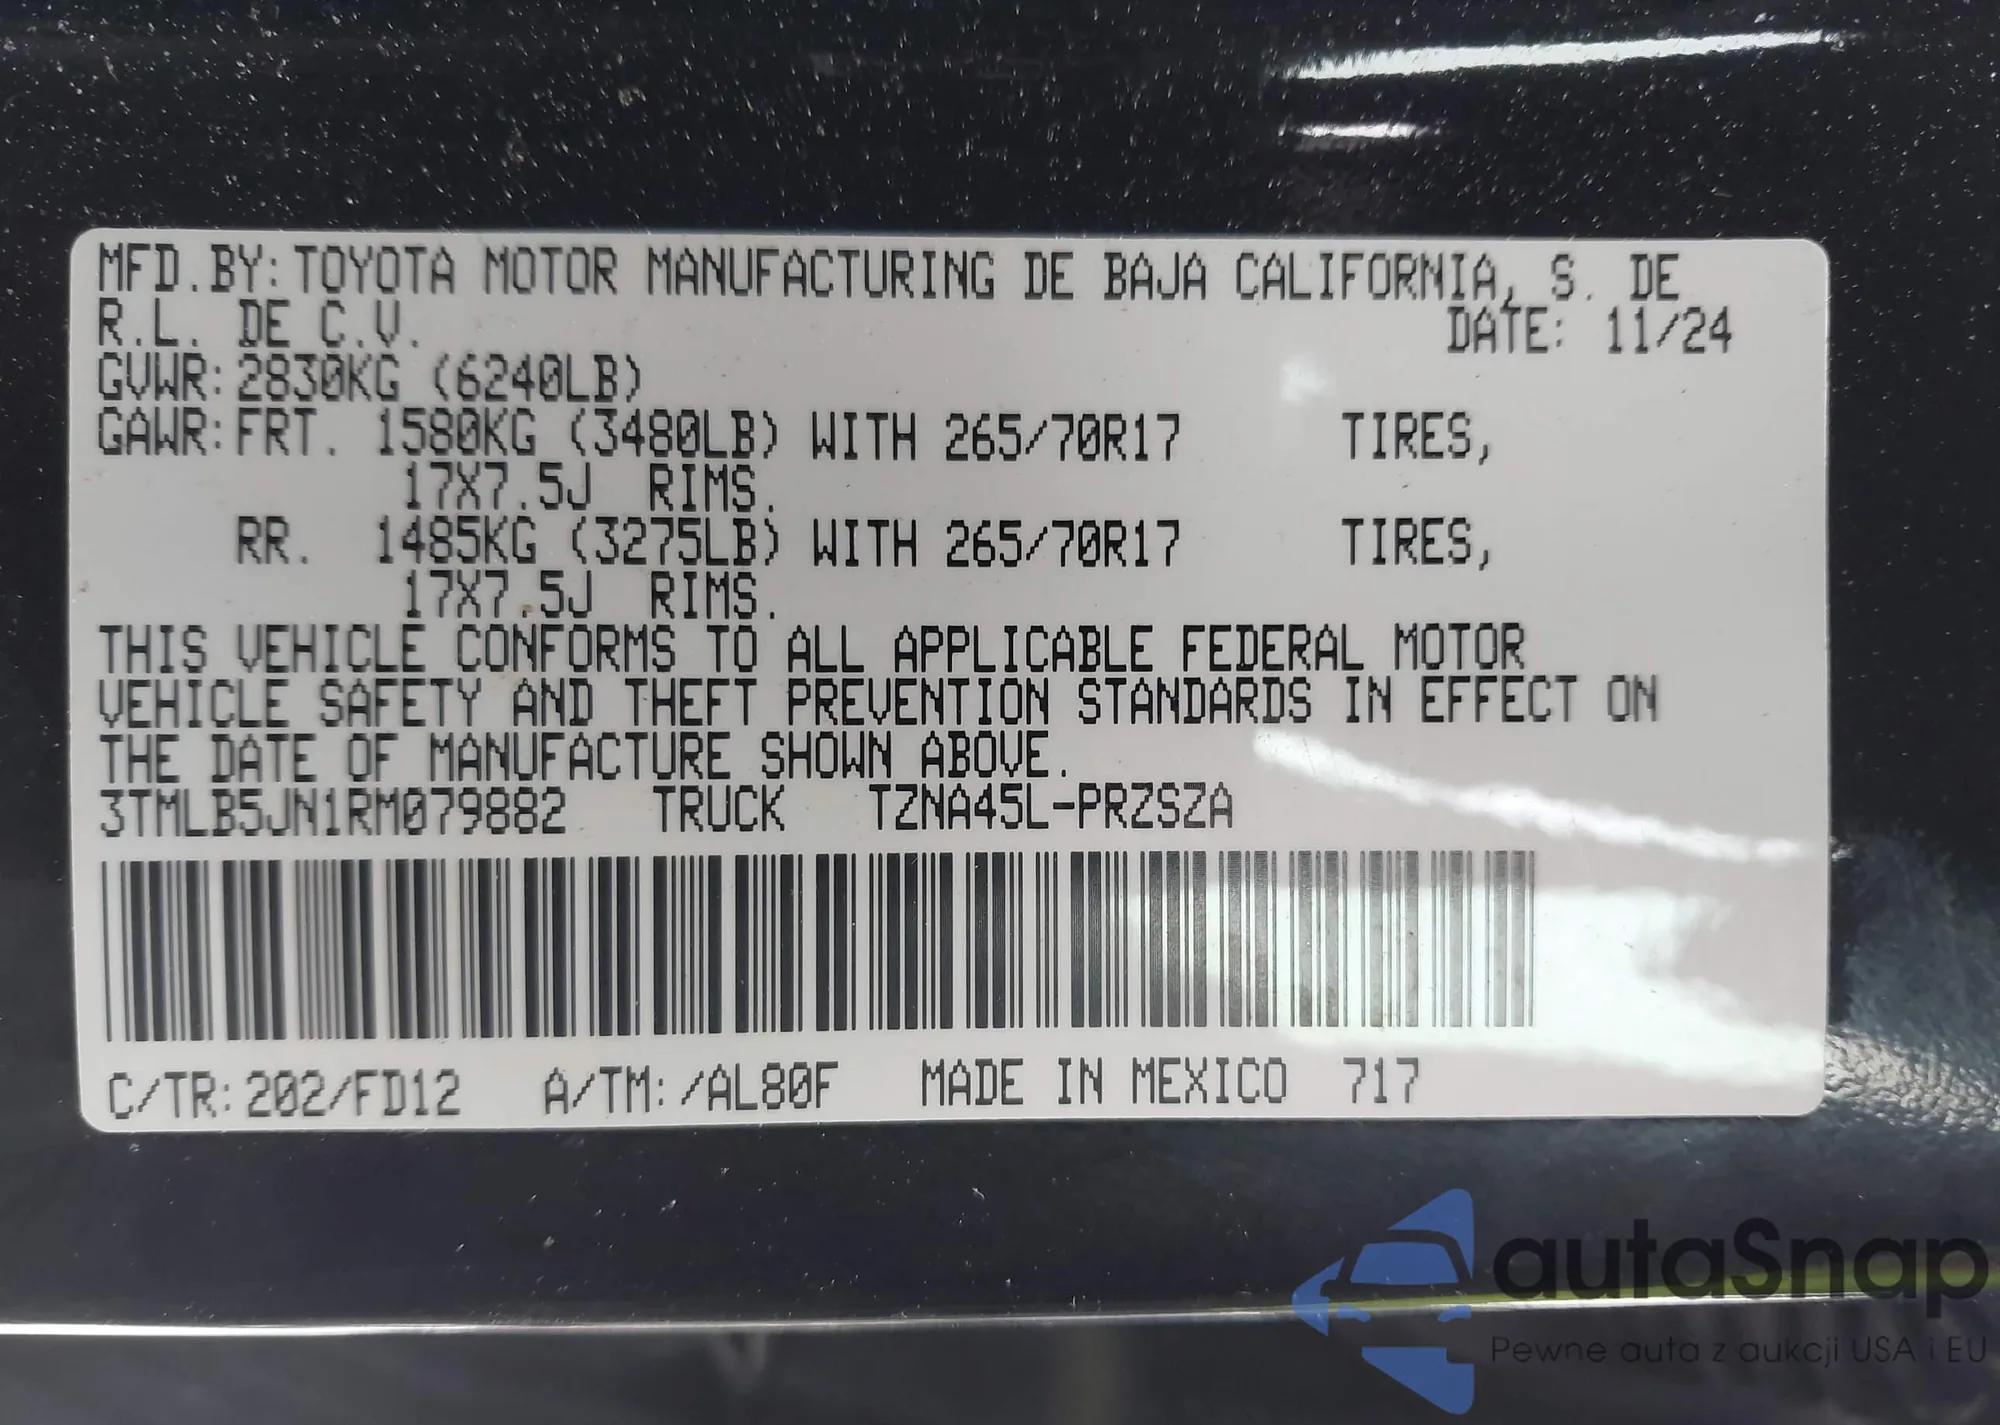 MFD.BY: TOYOTA MOTOR MANUFACTURING DE BAJA CALIFORNIA, S. DE
R.L. DE C.V. DATE: 11/24
GVWR: 2830KG (6240LB)
GAWR: FRT. 1580KG (3480LB) WITH 265/70R17 TIRES,
17X7.5J RIMS.
RR. 1485KG (3275LB) WITH 265/70R17 TIRES,
17X7.5J RIMS.
THIS VEHICLE CONFORMS TO ALL APPLICABLE FEDERAL MOTOR
VEHICLE SAFETY AND THEFT PREVENTION STANDARDS IN EFFECT ON
THE DATE OF MANUFACTURE SHOWN ABOVE.
3TMLB5JN1RM079882 TRUCK TZNA45L-PRZSZA
C/TR: 202/FD12 A/TM: /AL80F MADE IN MEXICO 717
autaSnap
Pewne auta z aukcji USA i EU